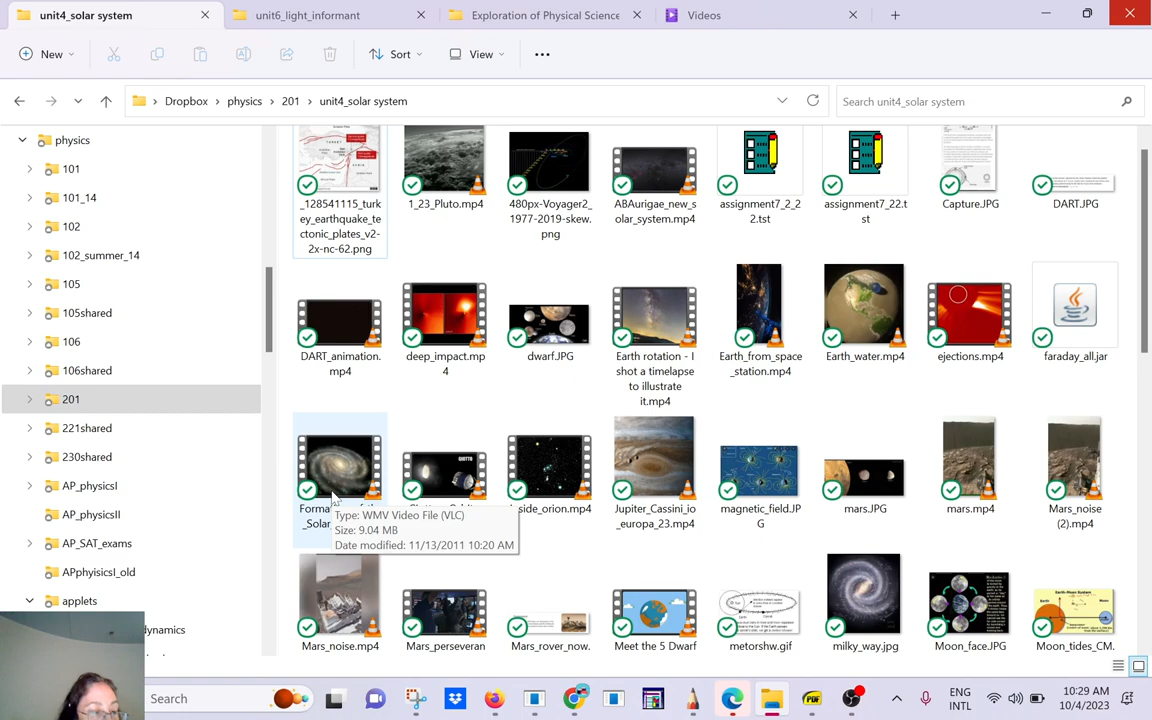 unit4_solar system
unit6_light_informant
Exploration of Physical Science
Videos
New
Sort
View
Dropbox > physics > 201 > unit4_solar system
Search unit4_solar system
physics
101
101_14
102
102_summer_14
105
105shared
106
106shared
201
221shared
230shared
AP_physicsI
AP_physicsII
AP_SAT_exams
APphyisicsI_old
applets
dynamics
_128541115_turk
ey_earthquake_te
ctonic_plates_v2-
2x-nc-62.png
1_23_Pluto.mp4
480px-Voyager2_
1977-2019-skew.
png
ABAurigae_new_s
olar_system.mp4
assignment7_2_2
2.tst
assignment7_22.t
st
Capture.JPG
DART.JPG
DART_animation.
mp4
deep_impact.mp
4
dwarf.JPG
Earth rotation - I
shot a timelapse
to illustrate
it.mp4
Earth_from_space
_station.mp4
Earth_water.mp4
ejections.mp4
faraday_all.jar
GIOTTO
_Solar_
side_orion.mp4
Jupiter_Cassini_io
_europa_23.mp4
magnetic_field.JP
G
mars.JPG
mars.mp4
Mars_noise
(2).mp4
Type: WMV Video File (VLC)
Size: 9.04 MB
Date modified: 11/13/2011 10:20 AM
Mars_noise.mp4
Mars_perseveran
Mars_rover_now.
Meet the 5 Dwarf
metorshw.gif
milky_way.jpg
Moon_face.JPG
Moon_tides_CM.
Search
ENG
INTL
10:29 AM
10/4/2023